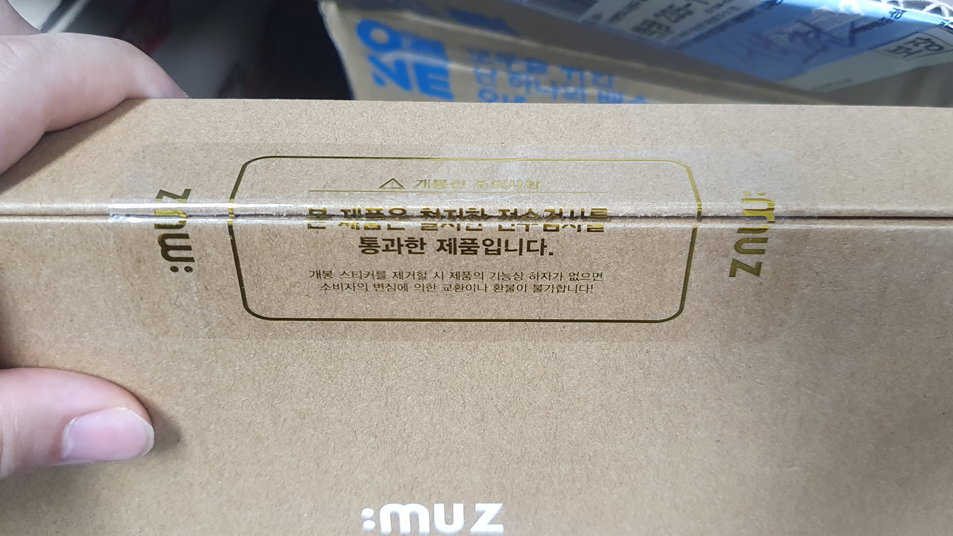 개봉전 주의사항
본 제품은 철저한 전수검사를
통과한 제품입니다.
개봉 스티커를 제거할 시 제품의 기능상 하자가 없으면
소비자의 변심에 의한 교환이나 환불이 불가합니다!
:muz
:muz
:muz